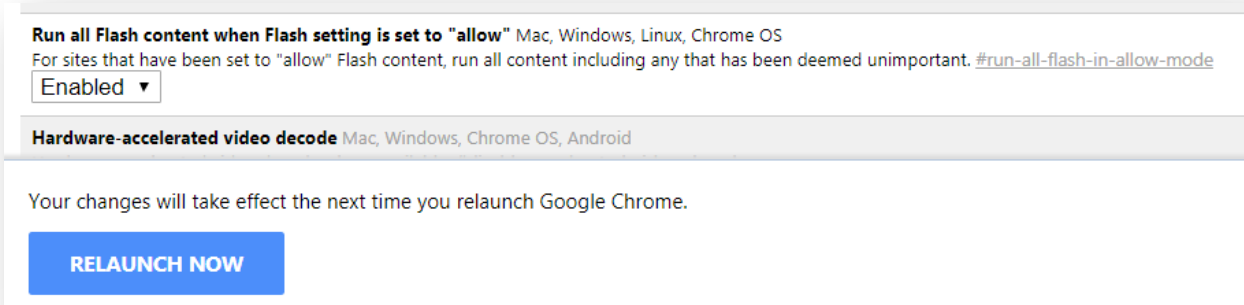 Run all Flash content when Flash setting is set to "allow" Mac, Windows, Linux, Chrome OS
For sites that have been set to "allow" Flash content, run all content including any that has been deemed unimportant. #run-all-flash-in-allow-mode
Enabled
Hardware-accelerated video decode Mac, Windows, Chrome OS, Android
Your changes will take effect the next time you relaunch Google Chrome.
RELAUNCH NOW